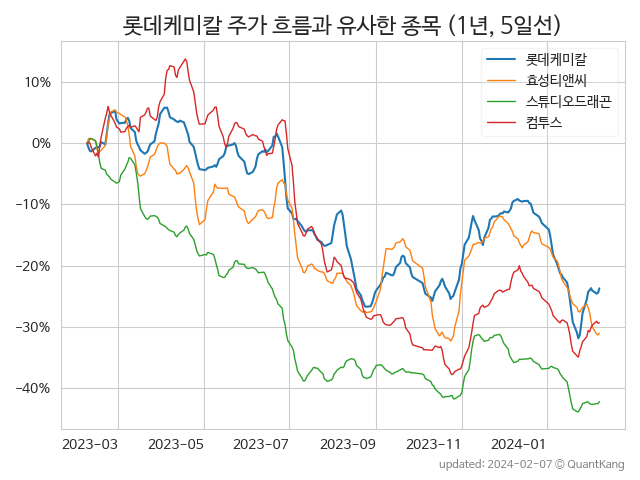 롯데케미칼 주가 흐름과 유사한 종목 (1년, 5일선)
롯데케미칼
효성티앤씨
스튜디오드래곤
컴투스
10%
0%
−10%
−20%
−30%
−40%
2023-03
2023-05
2023-07
2023-09
2023-11
2024-01
updated: 2024-02-07 © QuantKang